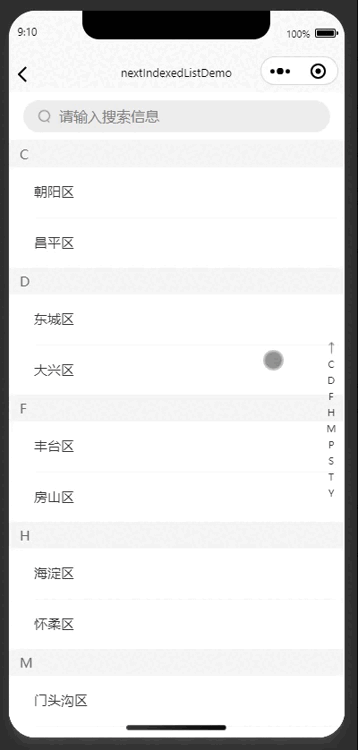 9:10
100%
nextIndexedListDemo
请输入搜索信息
C
朝阳区
昌平区
D
东城区
大兴区
F
丰台区
房山区
H
海淀区
怀柔区
M
门头沟区
↑
C
D
F
H
M
P
S
T
Y